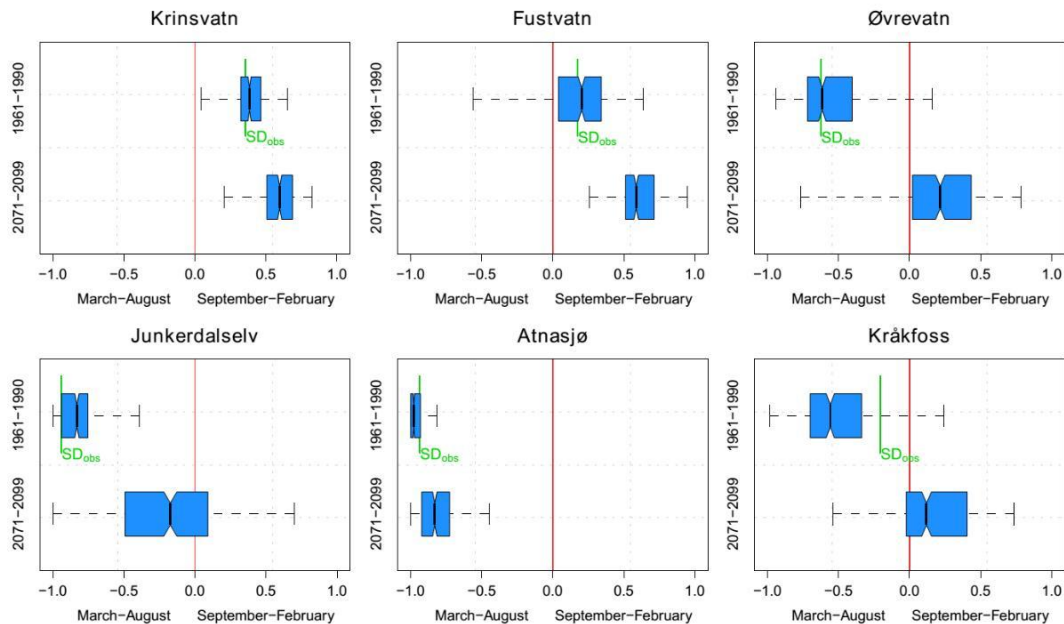 Krinsvatn Fustvatn Øvrevatn
1961−1990 1961−1990 1961−1990
SDobs SDobs SDobs
2071−2099 2071−2099 2071−2099
−1.0 −0.5 0.0 0.5 1.0 −1.0 −0.5 0.0 0.5 1.0 −1.0 −0.5 0.0 0.5 1.0
March−August September−February March−August September−February March−August September−February
Junkerdalselv Atnasjø Kråkfoss
1961−1990 1961−1990 1961−1990
SDobs SDobs SDobs
2071−2099 2071−2099 2071−2099
−1.0 −0.5 0.0 0.5 1.0 −1.0 −0.5 0.0 0.5 1.0 −1.0 −0.5 0.0 0.5 1.0
March−August September−February March−August September−February March−August September−February